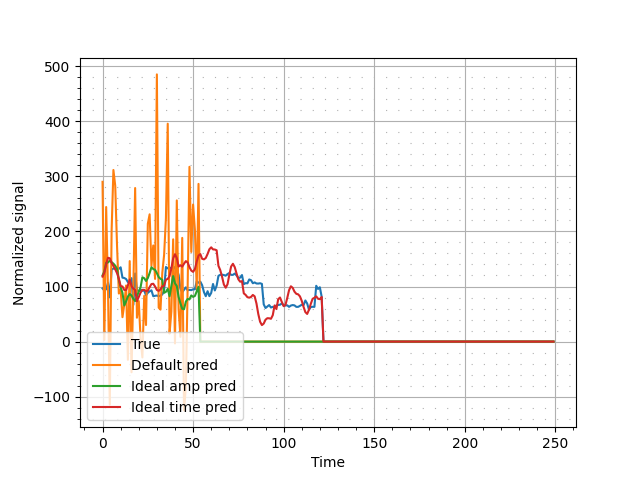 500
400
300
200
100
0
−100
Normalized signal
True
Default pred
Ideal amp pred
Ideal time pred
0 50 100 150 200 250
Time